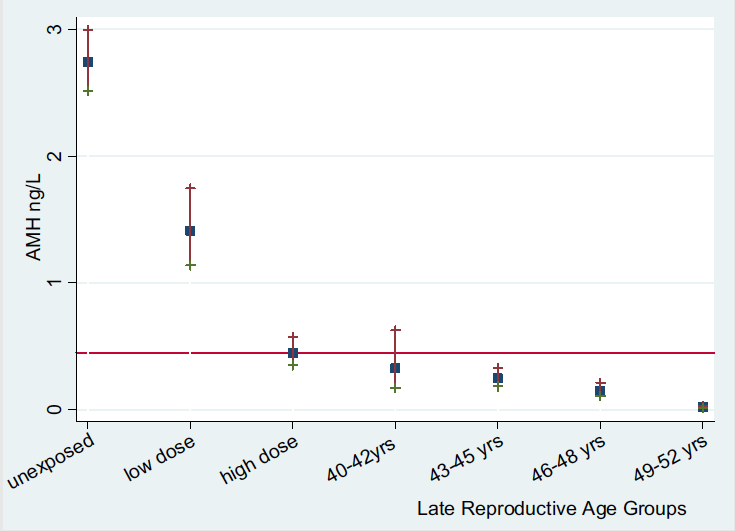 3
2
1
0
AMH ng/L
unexposed
low dose
high dose
40-42yrs
43-45 yrs
46-48 yrs
49-52 yrs
Late Reproductive Age Groups